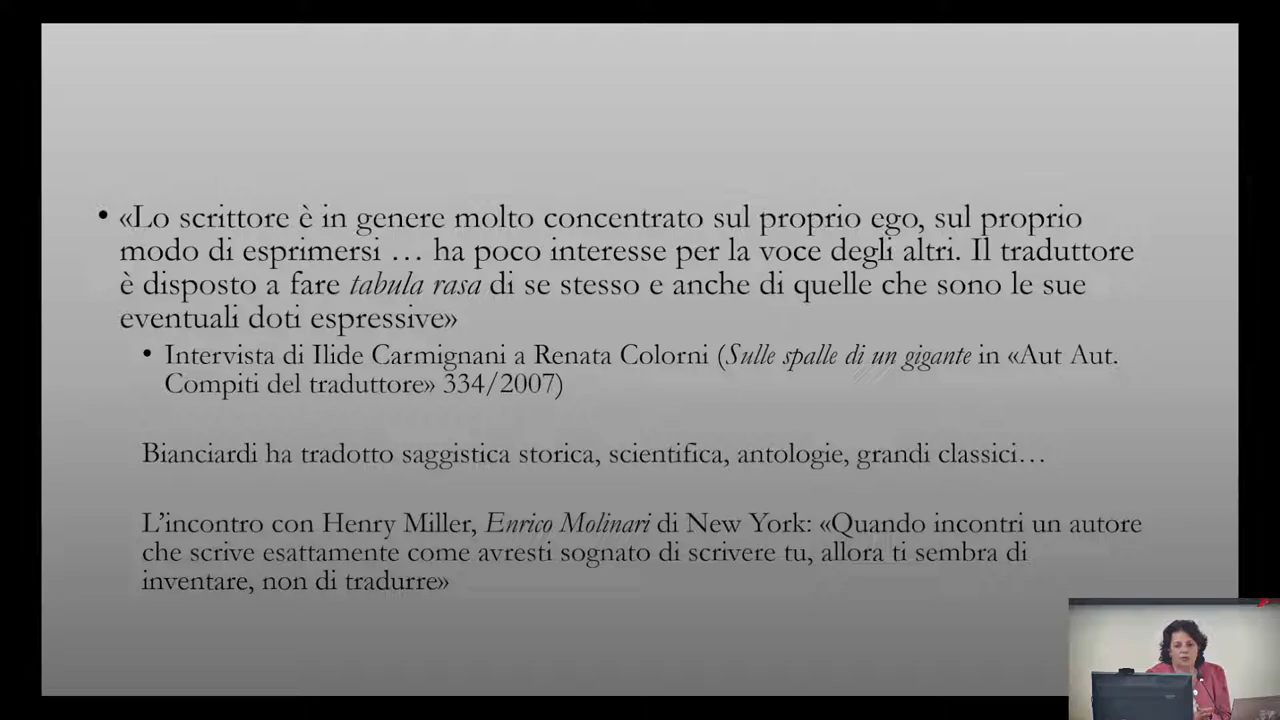 • «Lo scrittore è in genere molto concentrato sul proprio ego, sul proprio
modo di esprimersi … ha poco interesse per la voce degli altri. Il traduttore
è disposto a fare tabula rasa di se stesso e anche di quelle che sono le sue
eventuali doti espressive»
• Intervista di Ilide Carmignani a Renata Colorni (Sulle spalle di un gigante in «Aut Aut.
Compiti del traduttore» 334/2007)
Bianciardi ha tradotto saggistica storica, scientifica, antologie, grandi classici…
L’incontro con Henry Miller, Enrico Molinari di New York: «Quando incontri un autore
che scrive esattamente come avresti sognato di scrivere tu, allora ti sembra di
inventare, non di tradurre»